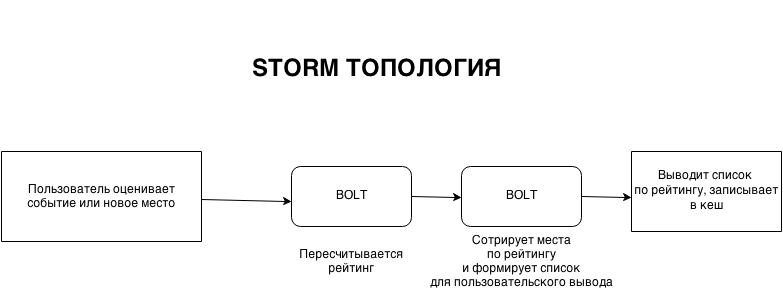 STORM ТОПОЛОГИЯ
Пользователь оценивает
событие или новое место
BOLT
Пересчитывается
рейтинг
BOLT
Сотрирует места
по рейтингу
и формирует список
для пользовательского вывода
Выводит список
по рейтингу, записывает
в кеш